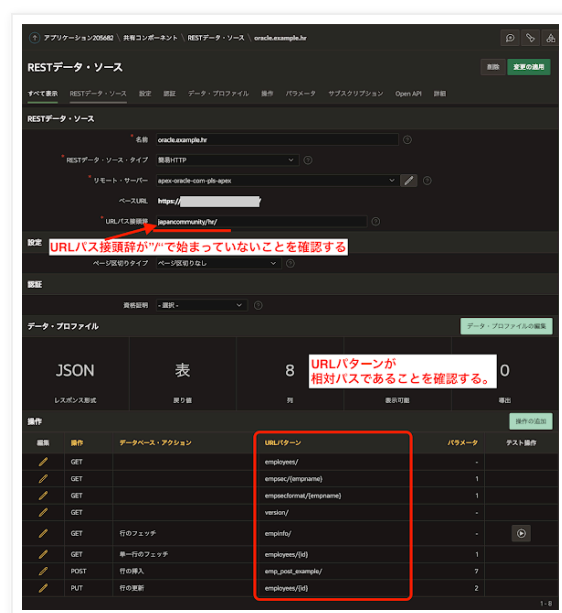 アプリケーション205682 \ 共有コンポーネント \ RESTデータ・ソース \ oracle.example.hr
RESTデータ・ソース
削除 変更の適用
すべて表示 RESTデータ・ソース 設定 認証 データ・プロファイル 操作 パラメータ サブスクリプション Open API 詳細
RESTデータ・ソース
* 名前 oracle.example.hr
* RESTデータ・ソース・タイプ 簡易HTTP
* リモート・サーバー apex-oracle-com-pls-apex
ベースURL https:// /
* URLパス接頭辞 japancommunity/hr/
設定
URLパス接頭辞が"/"で始まっていないことを確認する
ページ区切りタイプ ページ区切りなし
認証
資格証明 - 選択 -
データ・プロファイル データ・プロファイルの編集
JSON 表 8 0
URLパターンが
相対パスであることを確認する。
レスポンス形式 戻り値 列 表示可能 導出
操作 操作の追加
編集 操作 データベース・アクション URLパターン パラメータ テスト操作
GET employees/ -
GET empsec/{empname} 1
GET empsecformat/{empname} 1
GET version/ -
GET 行のフェッチ empinfo/ -
GET 単一行のフェッチ employees/{id} 1
POST 行の挿入 emp_post_example/ 7
PUT 行の更新 employees/{id} 2
1 - 8